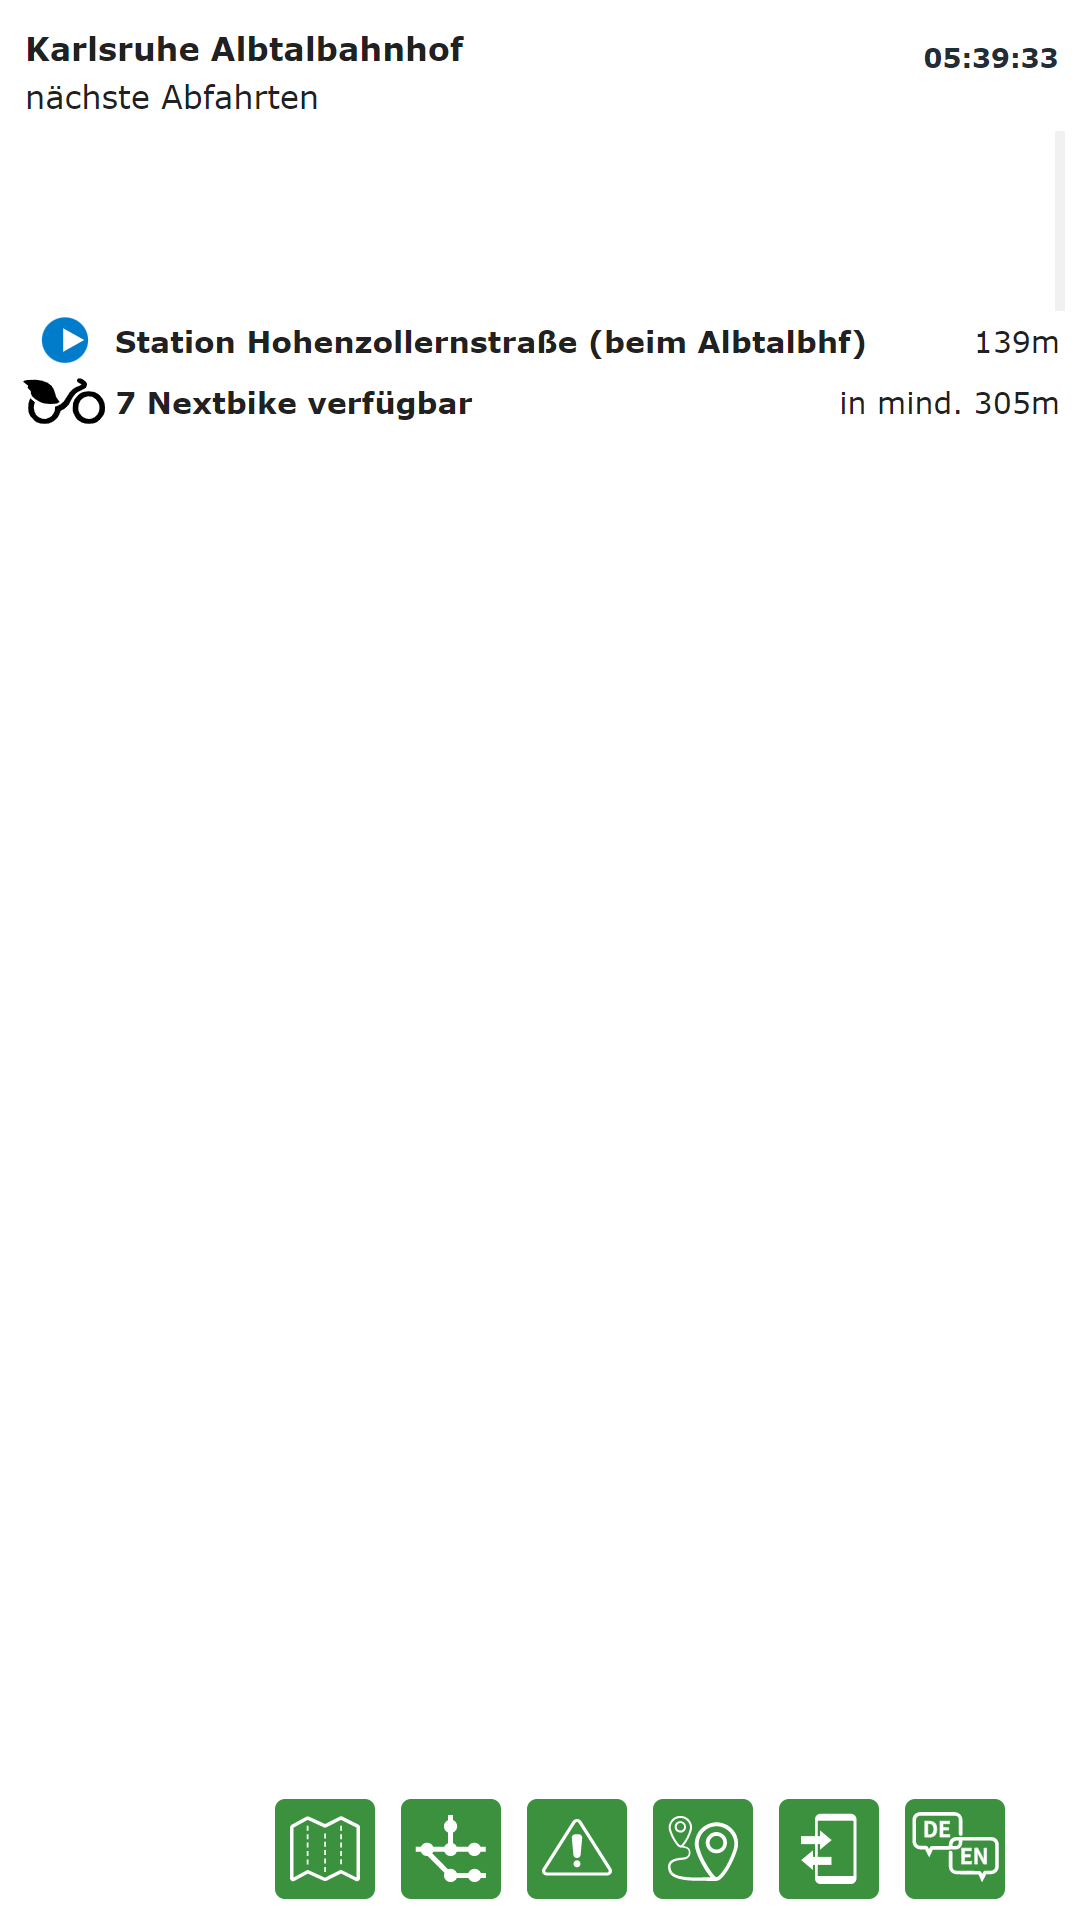 Karlsruhe Albtalbahnhof
05:39:33
nächste Abfahrten
Station Hohenzollernstraße (beim Albtalbhf) 139m
7 Nextbike verfügbar in mind. 305m
DE
EN